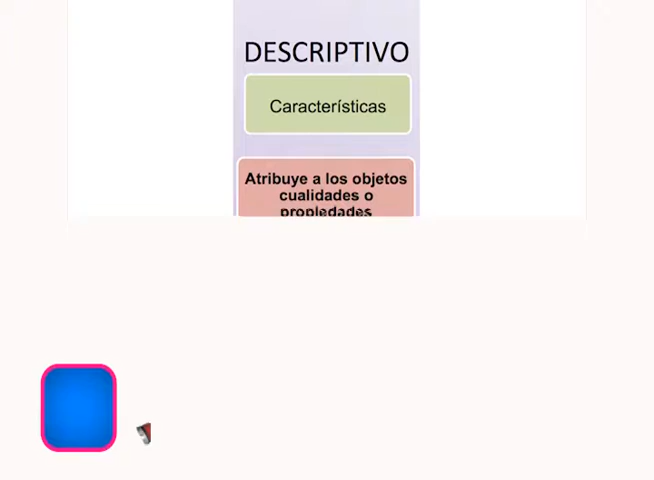 DESCRIPTIVO
Características
Atribuye a los objetos
cualidades o
propiedades